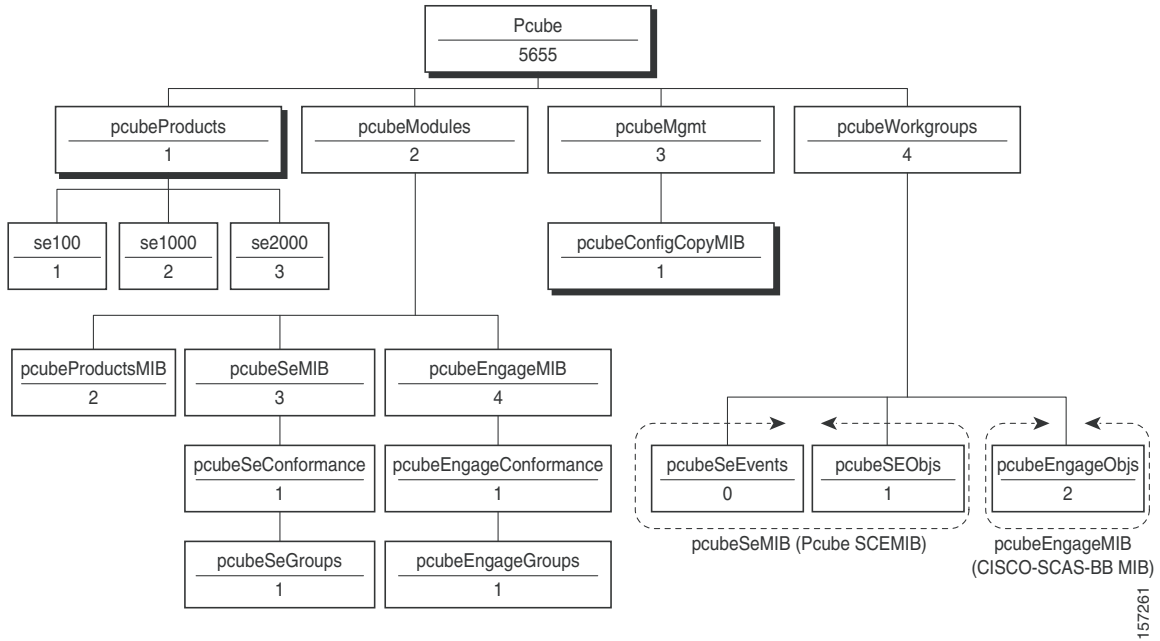 Pcube
5655
pcubeProducts
1
pcubeModules
2
pcubeMgmt
3
pcubeWorkgroups
4
se100
1
se1000
2
se2000
3
pcubeConfigCopyMIB
1
pcubeProductsMIB
2
pcubeSeMIB
3
pcubeEngageMIB
4
pcubeSeConformance
1
pcubeEngageConformance
1
pcubeSeGroups
1
pcubeEngageGroups
1
pcubeSeEvents
0
pcubeSEObjs
1
pcubeEngageObjs
2
pcubeSeMIB (Pcube SCEMIB)
pcubeEngageMIB
(CISCO-SCAS-BB MIB)
157261